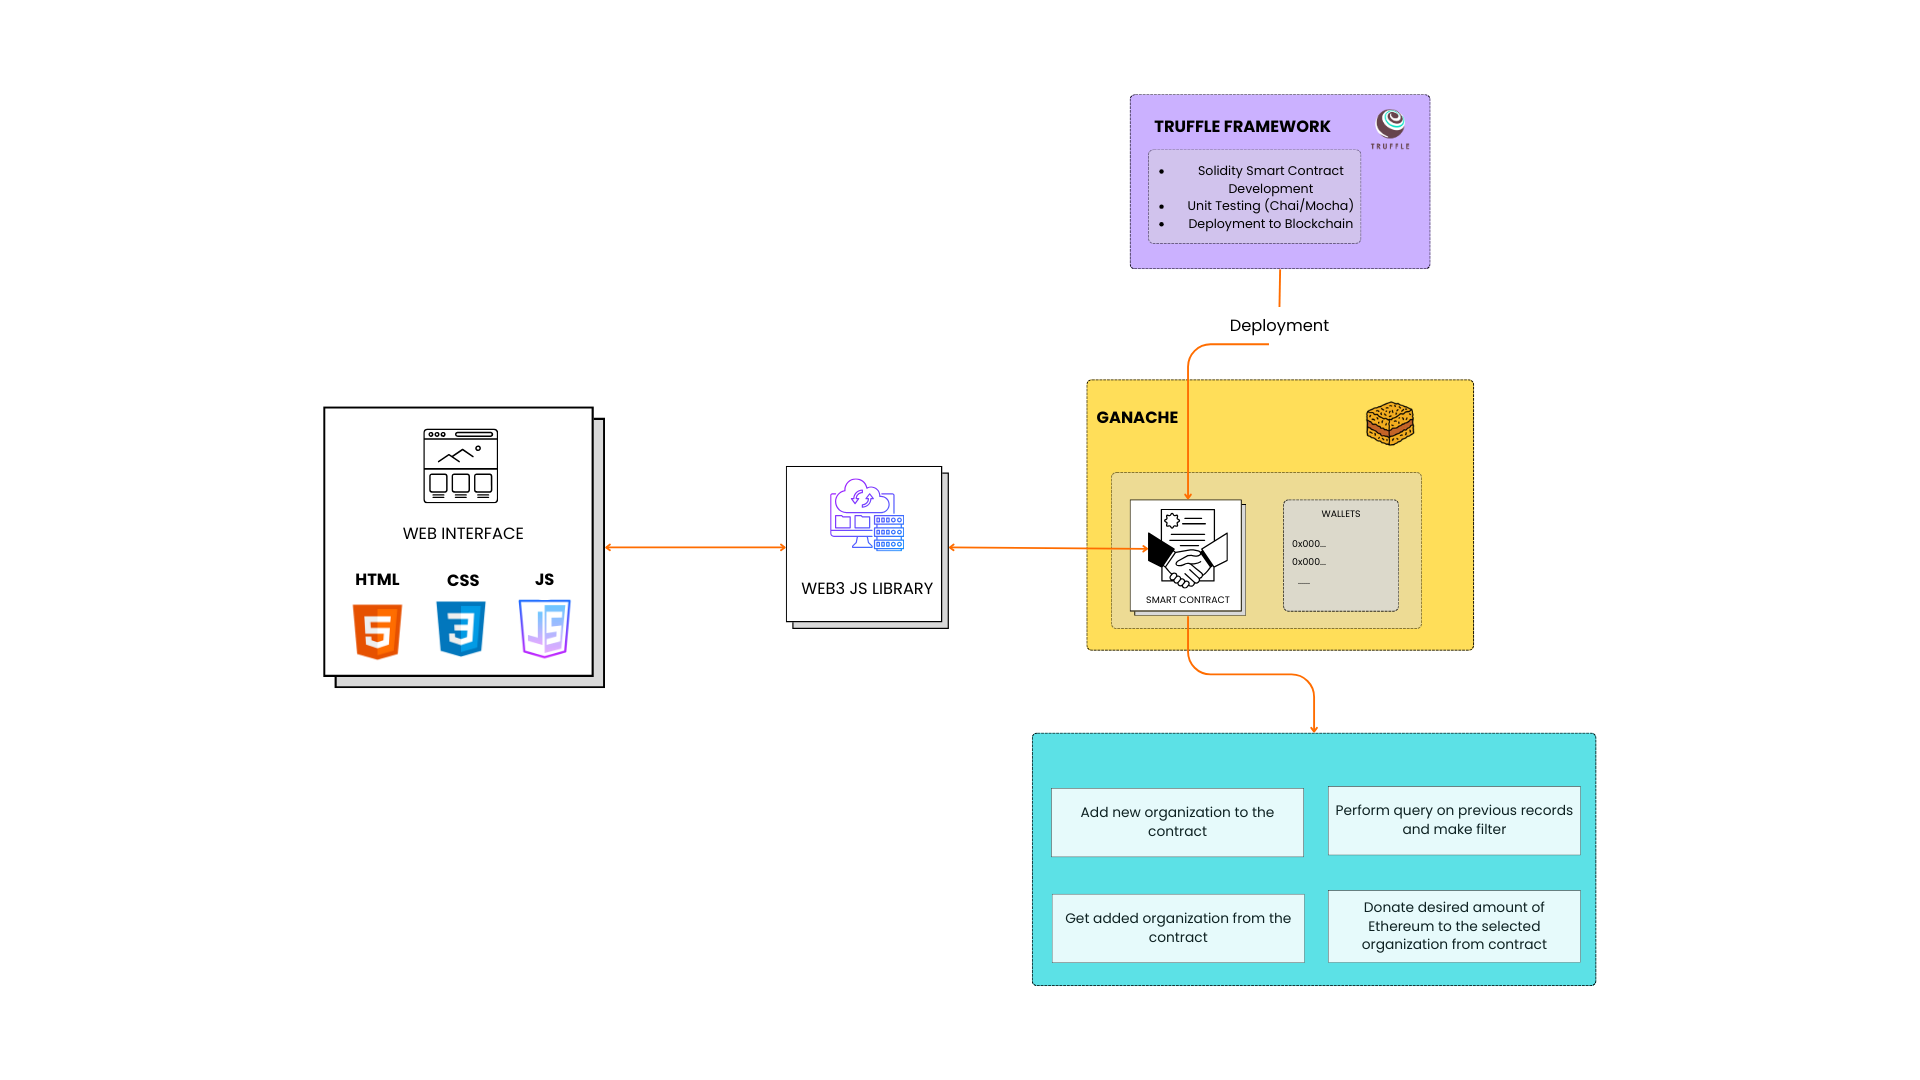 TRUFFLE FRAMEWORK
TRUFFLE
• Solidity Smart Contract
Development
• Unit Testing (Chai/Mocha)
• Deployment to Blockchain
Deployment
GANACHE
WEB INTERFACE
HTML
CSS
JS
5
3
JS
WEB3 JS LIBRARY
SMART CONTRACT
WALLETS
0x000...
0x000...
Add new organization to the
contract
Perform query on previous records
and make filter
Get added organization from the
contract
Donate desired amount of
Ethereum to the selected
organization from contract